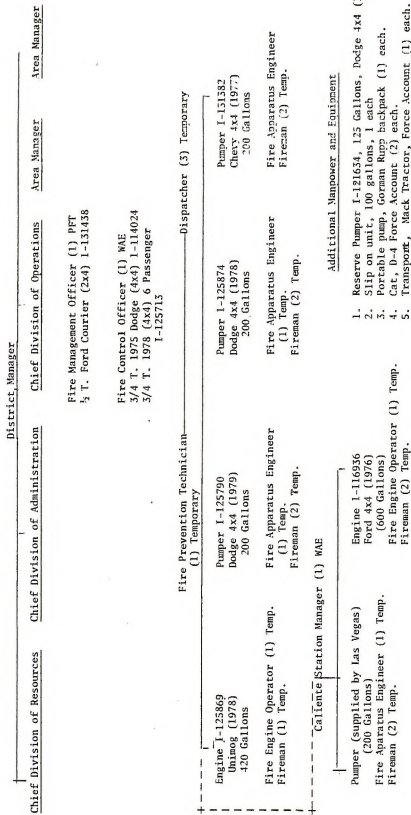 District Manager
Chief Division of Resources
Chief Division of Administration
Chief Division of Operations
Area Manager
Area Manager
Fire Management Officer (1) PFT
½ T. Ford Courier (2x4) 1-131438
Fire Control Officer (1) WAE
3/4 T. 1975 Dodge (4x4) 1-114024
3/4 T. 1978 (4x4) 6 Passenger
I-125713
Fire Prevention Technician
(1) Temporary
Dispatcher (3) Temporary
Engine I-125869
Unimog (1978)
420 Gallons
Fire Engine Operator (1) Temp.
Fireman (1) Temp.
Pumper I-125790
Dodge 4x4 (1979)
200 Gallons
Fire Apparatus Engineer
(1) Temp.
Fireman (2) Temp.
Pumper 1-125874
Dodge 4x4 (1978)
200 Gallons
Fire Apparatus Engineer
(1) Temp.
Fireman (2) Temp.
Pumper I-131382
Chevy 4x4 (1977)
200 Gallons
Fire Apparatus Engineer
Fireman (2) Temp.
Caliente Station Manager (1) WAE
Pumper (supplied by Las Vegas)
(200 Gallons)
Fire Aparatus Engineer (1) Temp.
Fireman (2) Temp.
Engine 1-116936
Ford 4x4 (1976)
(600 Gallons)
Fire Engine Operator (1) Temp.
Fireman (2) Temp.
Additional Manpower and Equipment
1. Reserve Pumper I-121634, 125 Gallons, Dodge 4x4
2. Slip on unit, 100 gallons, 1 each
3. Portable pump, Gorman Rupp backpack (1) each.
4. Cat, D-4 Force Account (2) each.
5. Transport, Mack Tractor, Force Account (1) each.